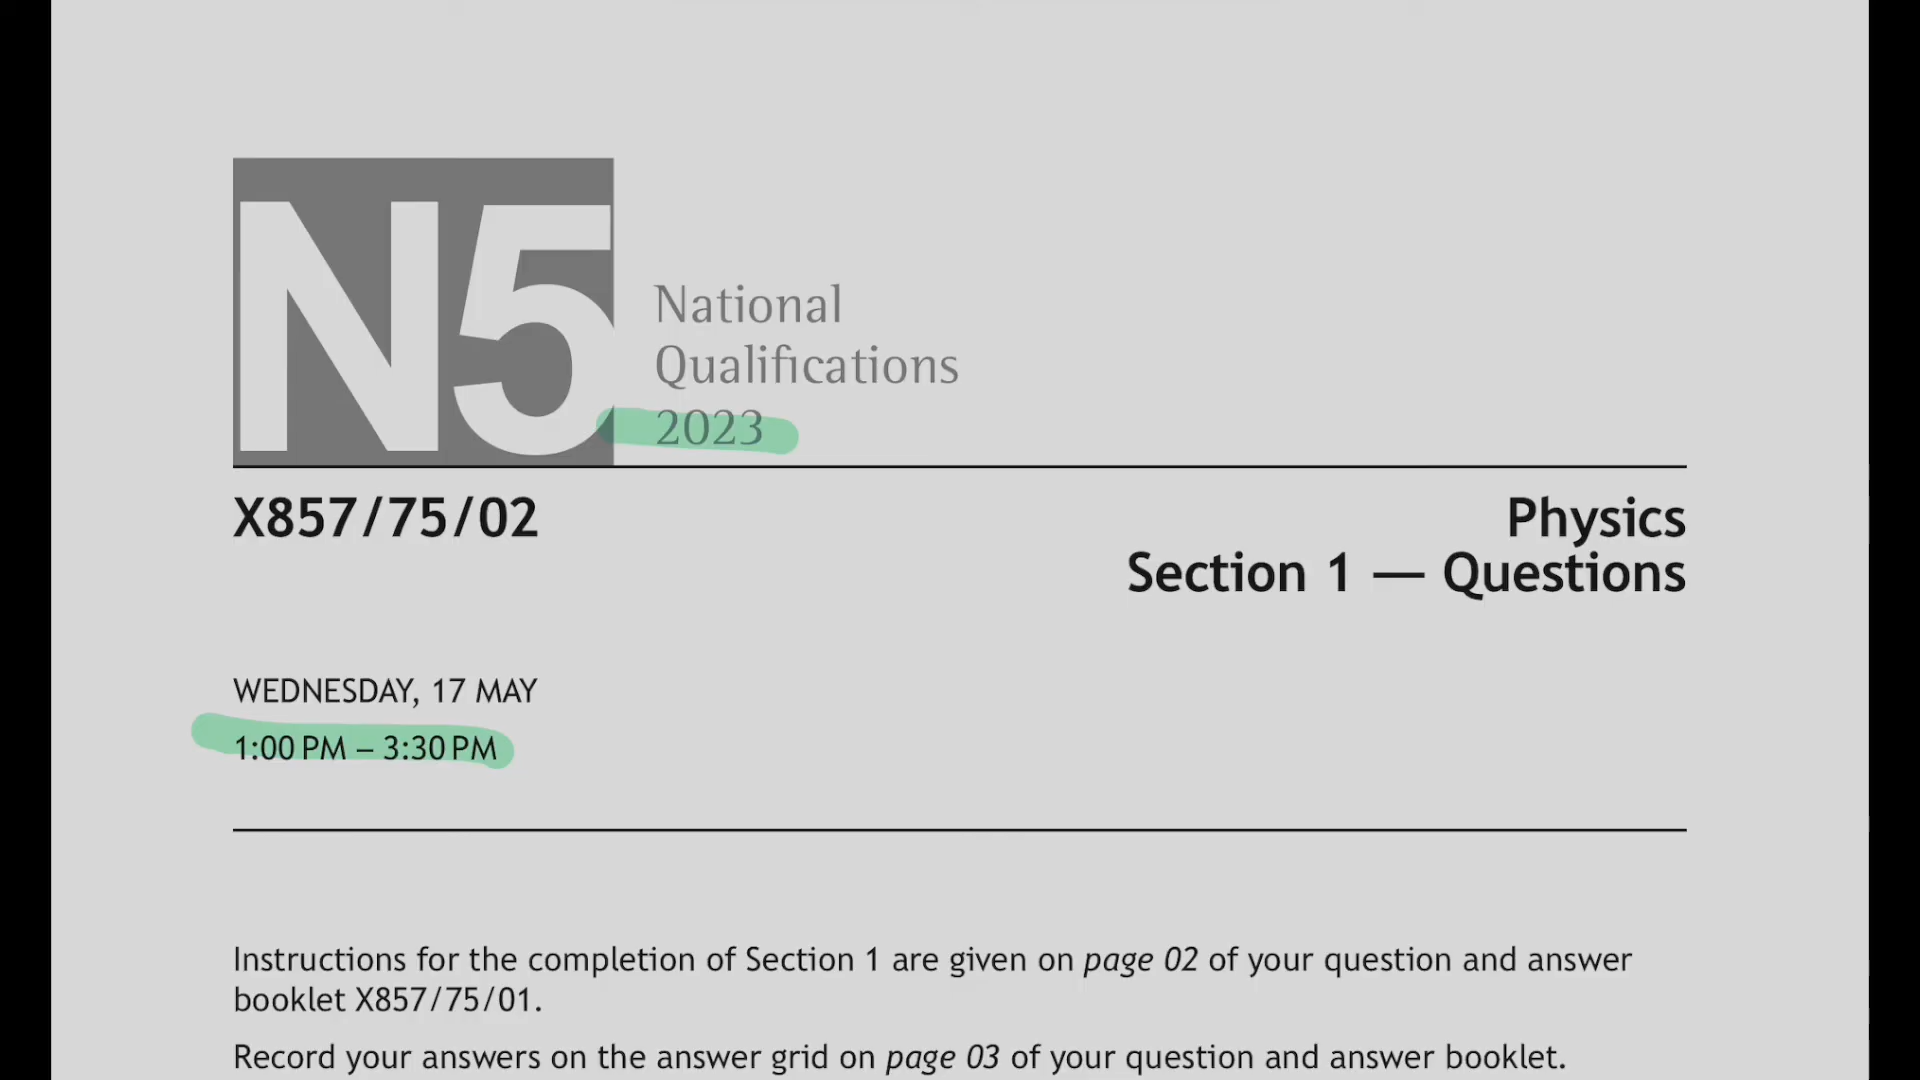 N5
National
Qualifications
2023
X857/75/02
Physics
Section 1 — Questions
WEDNESDAY, 17 MAY
1:00 PM – 3:30 PM
Instructions for the completion of Section 1 are given on page 02 of your question and answer
booklet X857/75/01.
Record your answers on the answer grid on page 03 of your question and answer booklet.